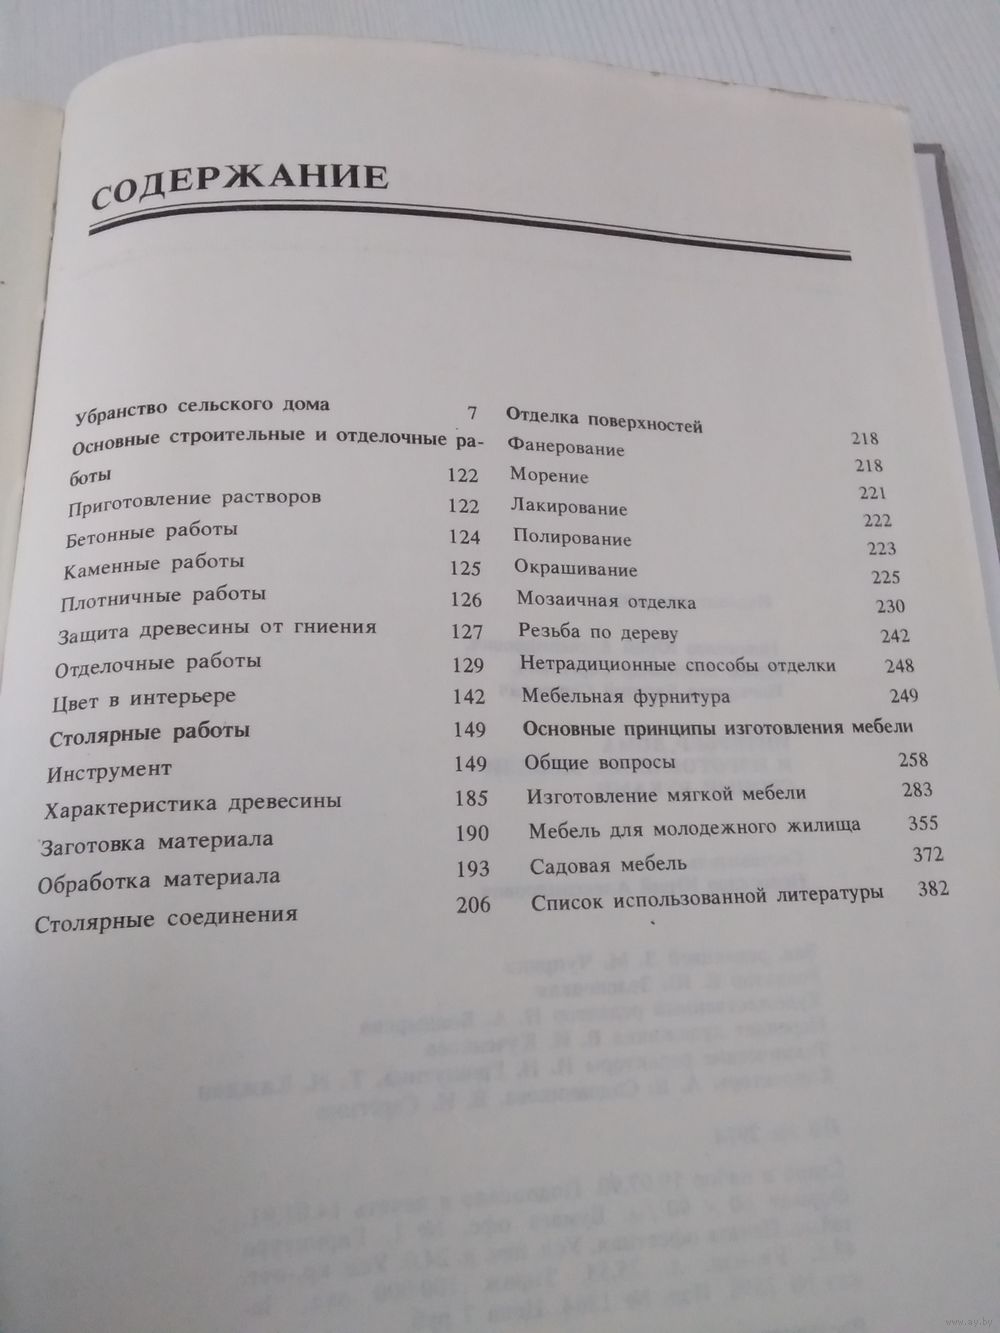 СОДЕРЖАНИЕ
Убранство сельского дома 7
Основные строительные и отделочные ра-
боты 122
Приготовление растворов 122
Бетонные работы 124
Каменные работы 125
Плотничные работы 126
Защита древесины от гниения 127
Отделочные работы 129
Цвет в интерьере 142
Столярные работы 149
Инструмент 149
Характеристика древесины 185
Заготовка материала 190
Обработка материала 193
Столярные соединения 206
Отделка поверхностей 218
Фанерование 218
Морение 221
Лакирование 222
Полирование 223
Окрашивание 225
Мозаичная отделка 230
Резьба по дереву 242
Нетрадиционные способы отделки 248
Мебельная фурнитура 249
Основные принципы изготовления мебели
Общие вопросы 258
Изготовление мягкой мебели 283
Мебель для молодежного жилища 355
Садовая мебель 372
Список использованной литературы 382
www.ay.by